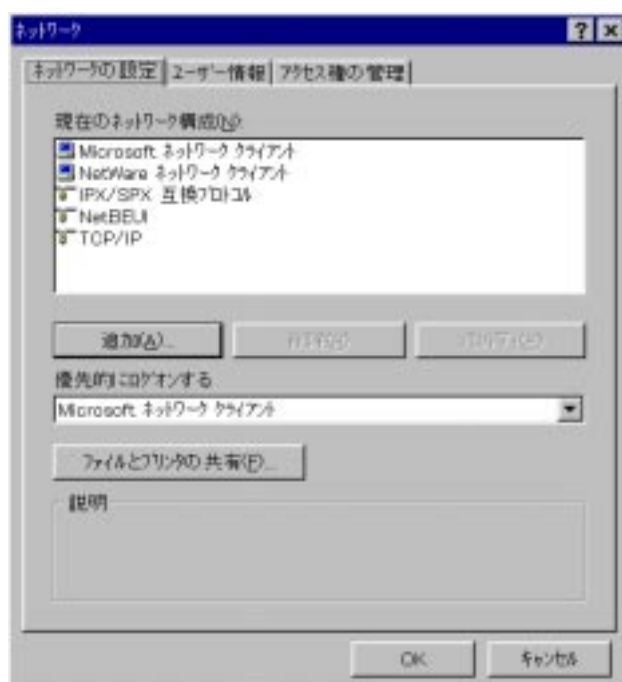 ネットワーク
ネットワークの設定 ユーザー情報 アクセス権の管理
現在のネットワーク構成(N):
Microsoft ネットワーク クライアント
NetWare ネットワーク クライアント
IPX/SPX 互換プロトコル
NetBEUI
TCP/IP
追加(A)...
優先的にログオンする
Microsoft ネットワーク クライアント
ファイルとプリンタの共有(F)...
説明
OK キャンセル